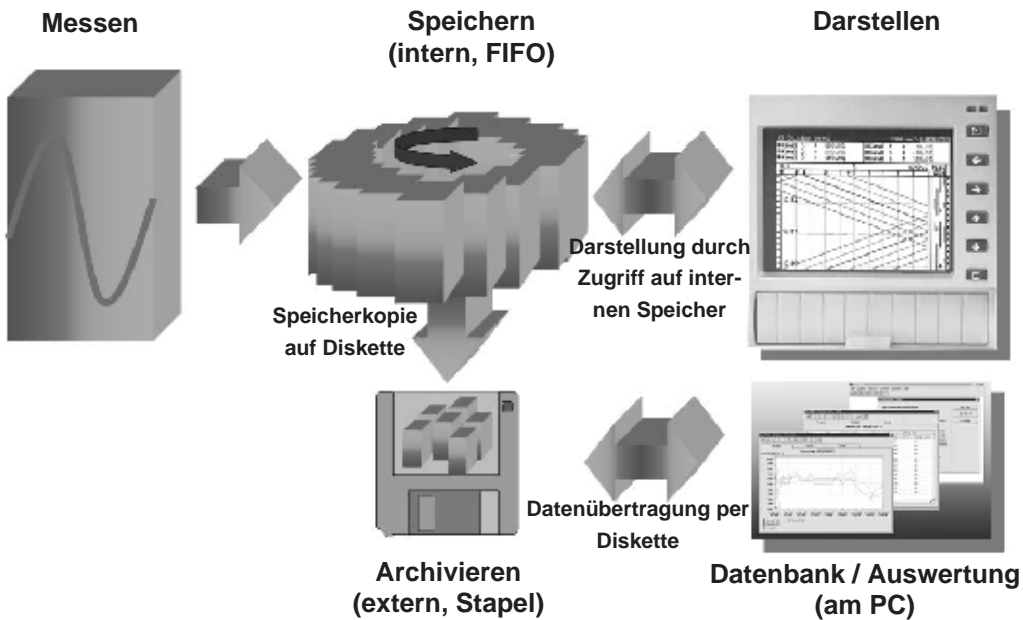 Messen
Speichern
(intern, FIFO)
Darstellen
Darstellung durch
Zugriff auf inter-
nen Speicher
Speicherkopie
auf Diskette
Datenübertragung per
Diskette
Archivieren
(extern, Stapel)
Datenbank / Auswertung
(am PC)